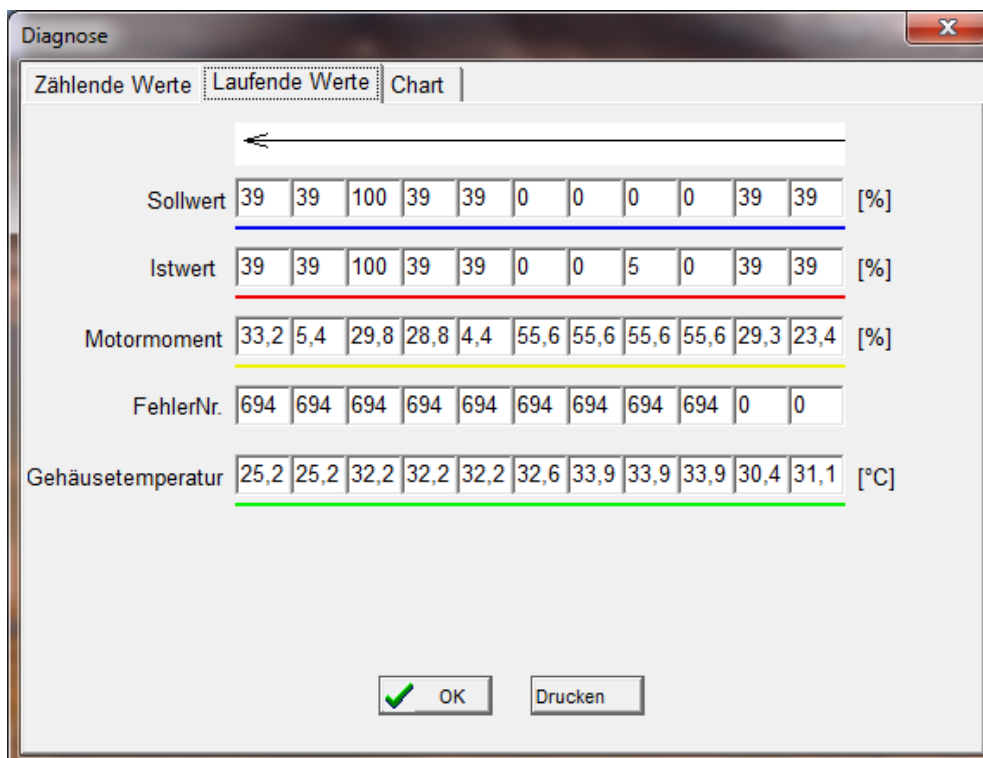 Diagnose
Zählende Werte Laufende Werte Chart
Sollwert 39 39 100 39 39 0 0 0 0 39 39 [%]
Istwert 39 39 100 39 39 0 0 5 0 39 39 [%]
Motormoment 33,2 5,4 29,8 28,8 4,4 55,6 55,6 55,6 55,6 29,3 23,4 [%]
FehlerNr. 694 694 694 694 694 694 694 694 694 0 0
Gehäusetemperatur 25,2 25,2 32,2 32,2 32,2 32,6 33,9 33,9 33,9 30,4 31,1 [°C]
OK Drucken